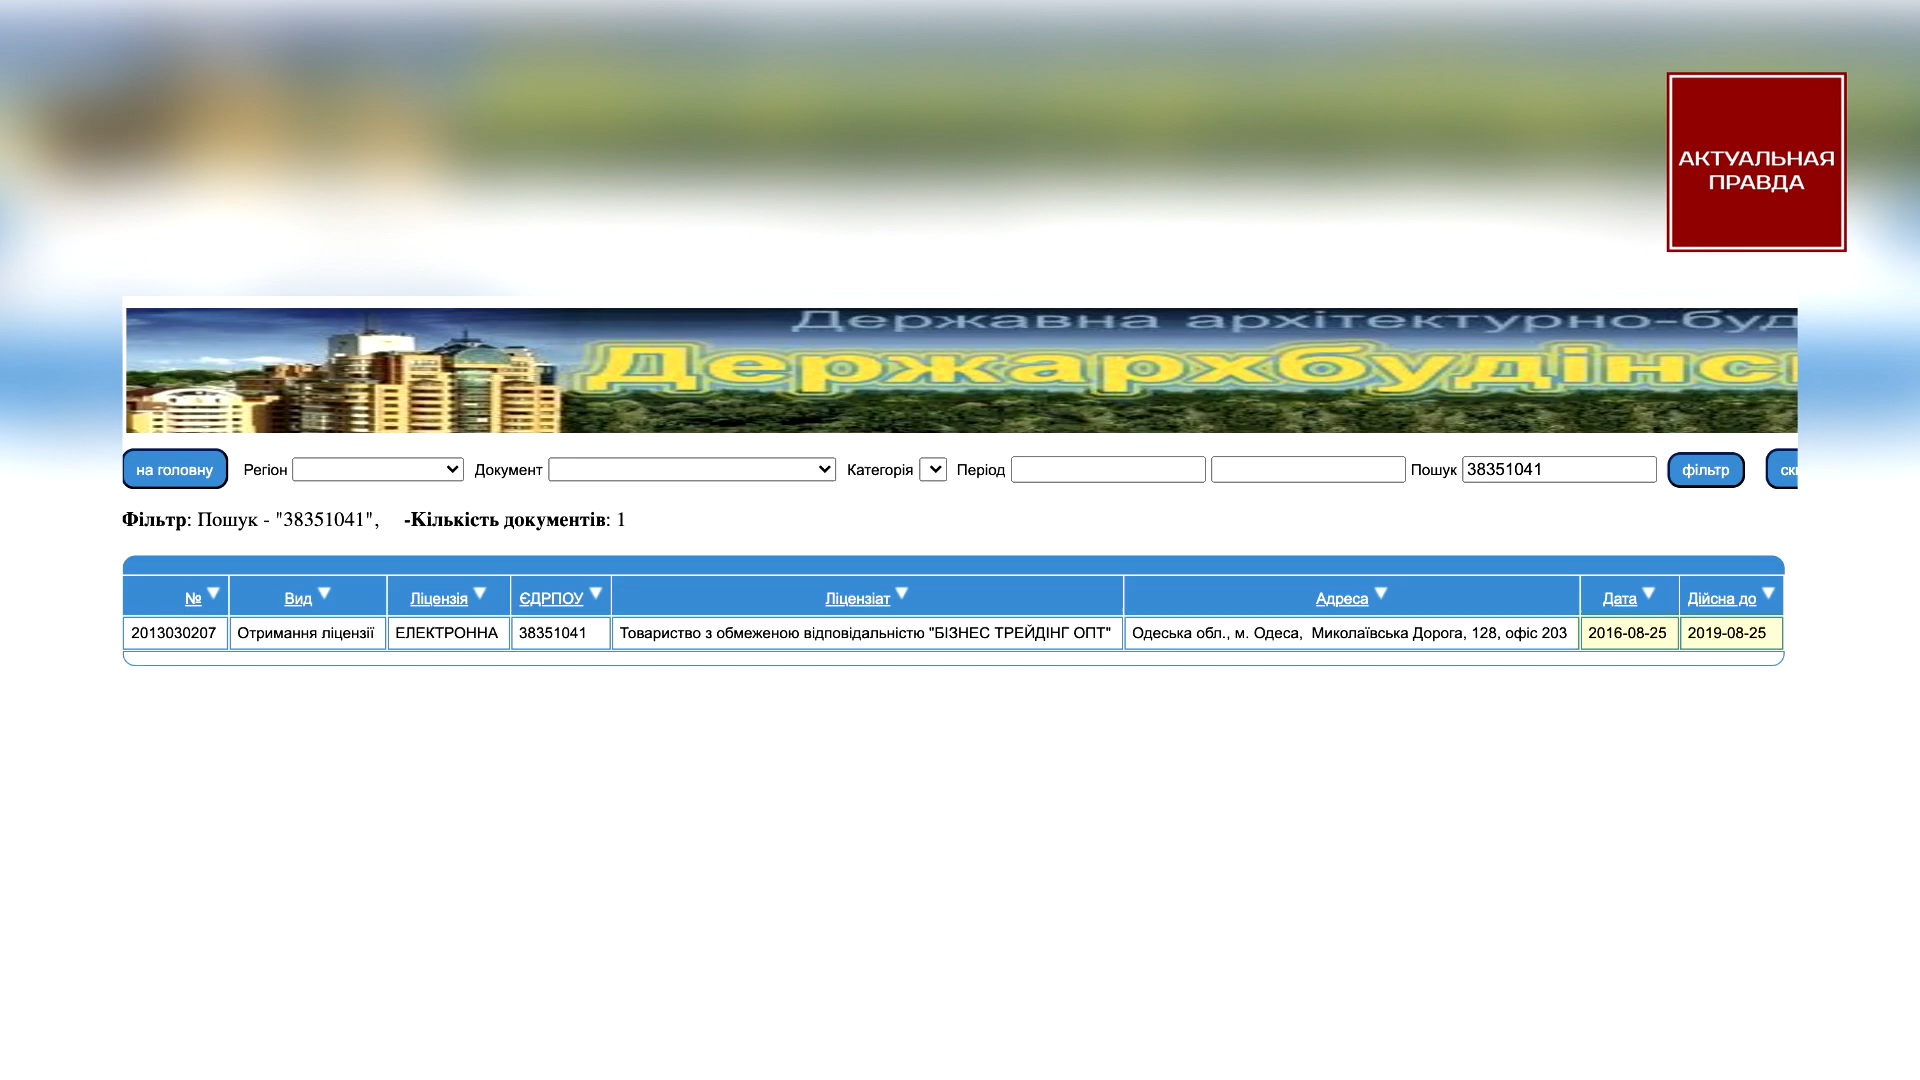 АКТУАЛЬНАЯ
ПРАВДА
Державна архітектурно-буд
Держархбудінс
на головну Регіон Документ Категорія Період Пошук 38351041 фільтр ск
Фільтр: Пошук - "38351041", -Кількість документів: 1
№ Вид Ліцензія ЄДРПОУ Ліцензіат Адреса Дата Дійсна до
2013030207 Отримання ліцензії ЕЛЕКТРОННА 38351041 Товариство з обмеженою відповідальністю "БІЗНЕС ТРЕЙДІНГ ОПТ" Одеська обл., м. Одеса, Миколаївська Дорога, 128, офіс 203 2016-08-25 2019-08-25